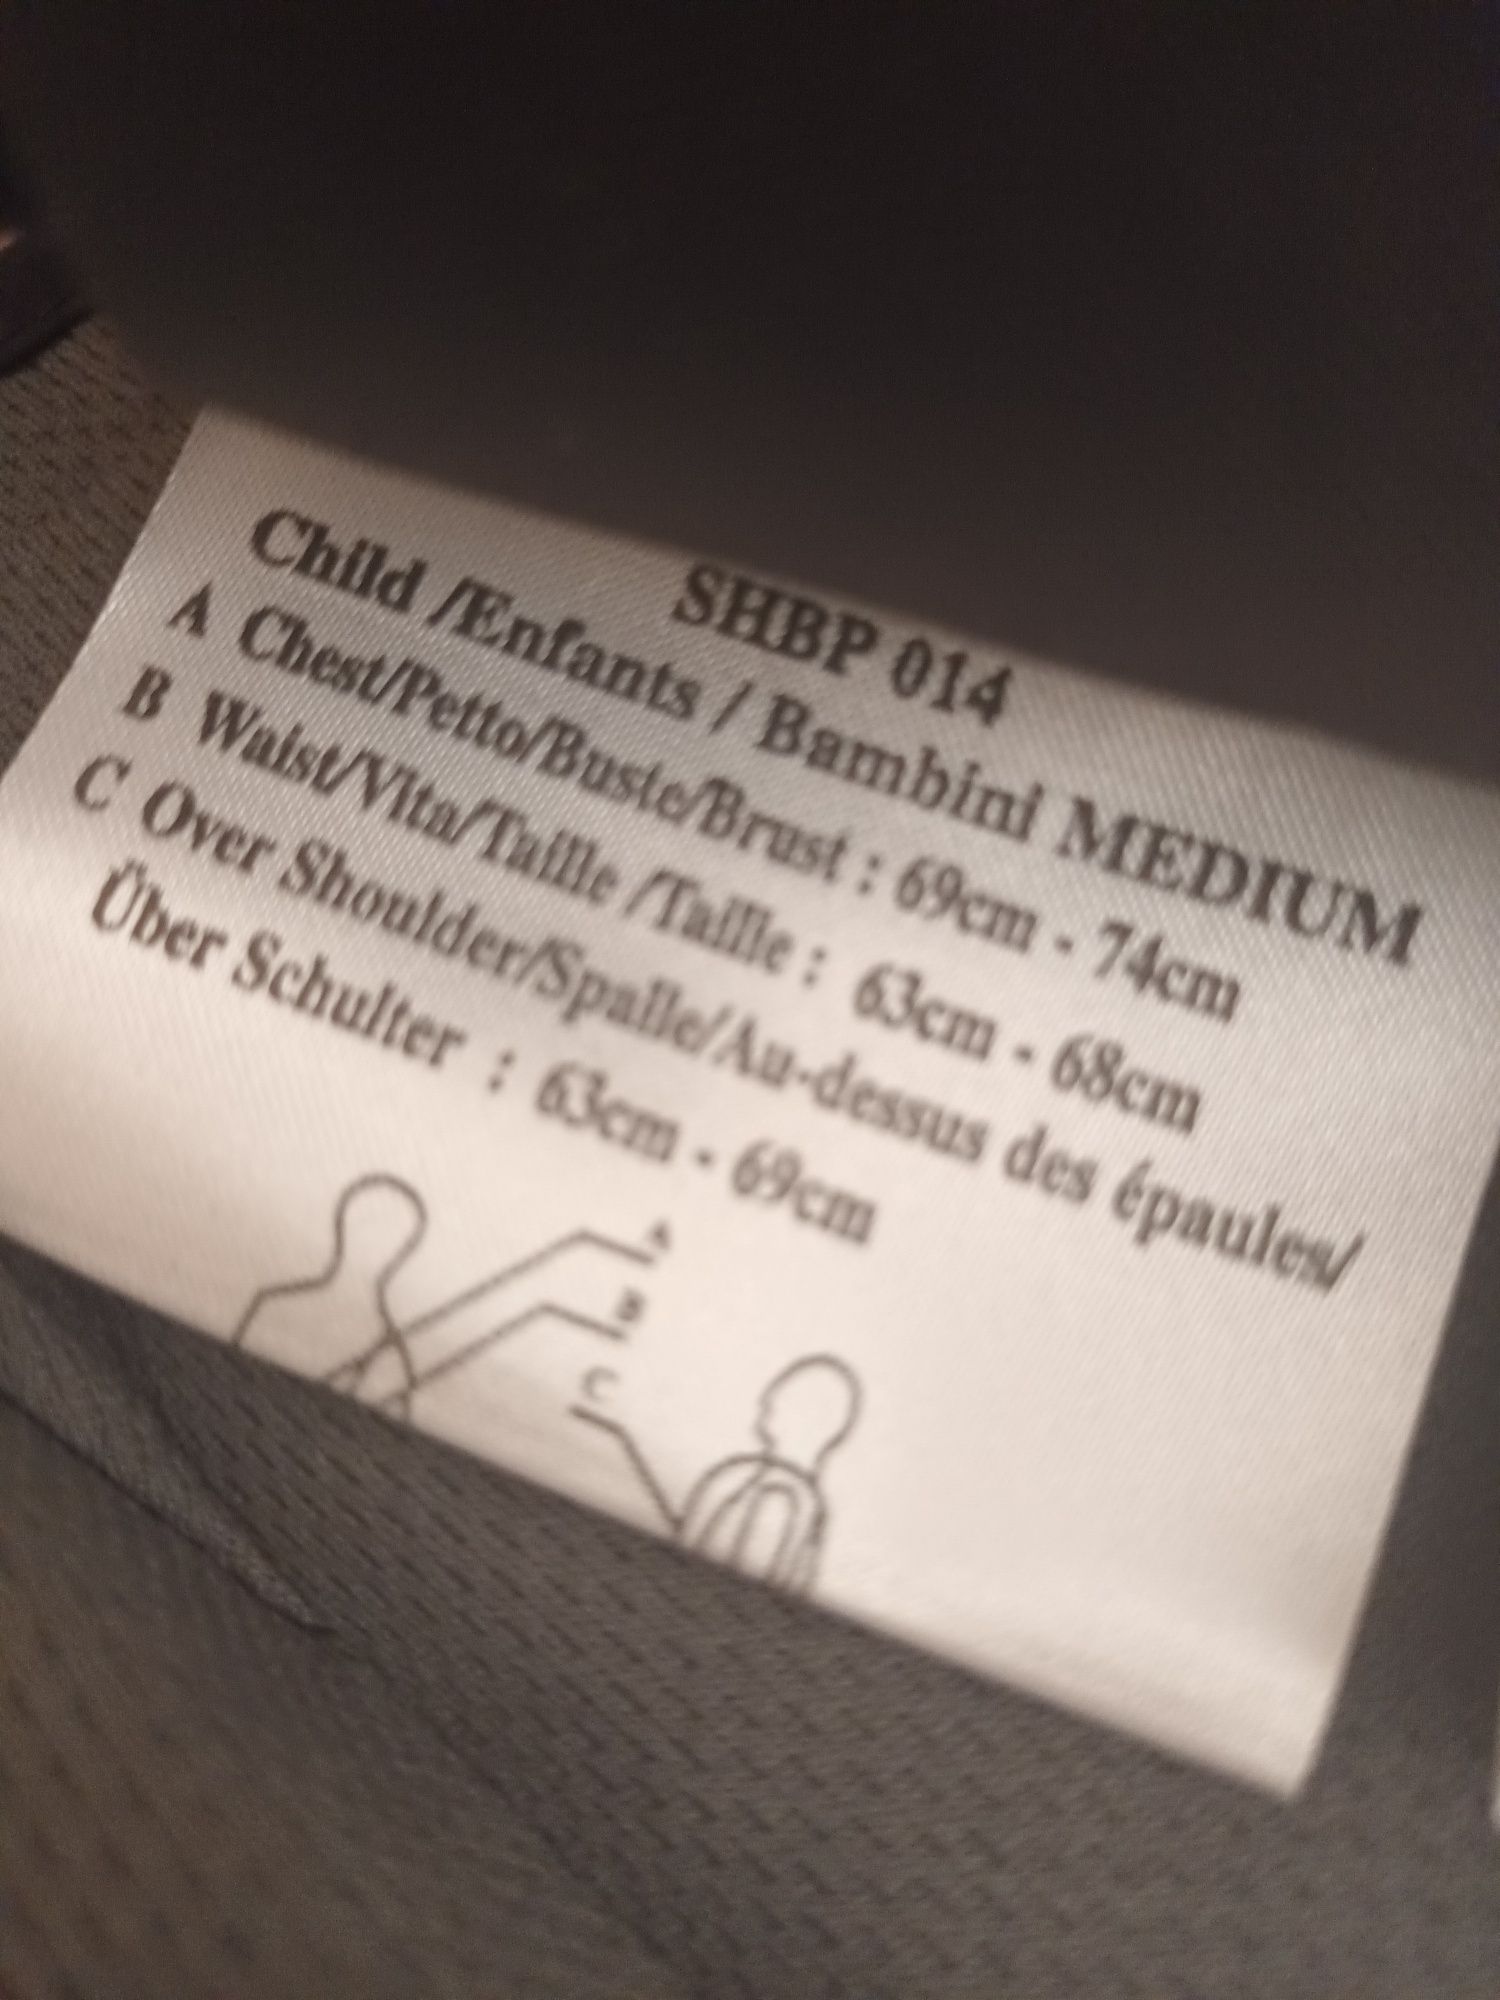 SHBP 014
Child /Enfants / Bambini MEDIUM
A Chest/Petto/Buste/Brust : 69cm - 74cm
B Waist/Vita/Taille /Taille : 63cm - 68cm
C Over Shoulder/Spalle/Au-dessus des épaules/
Über Schulter : 63cm - 69cm
A
B
C